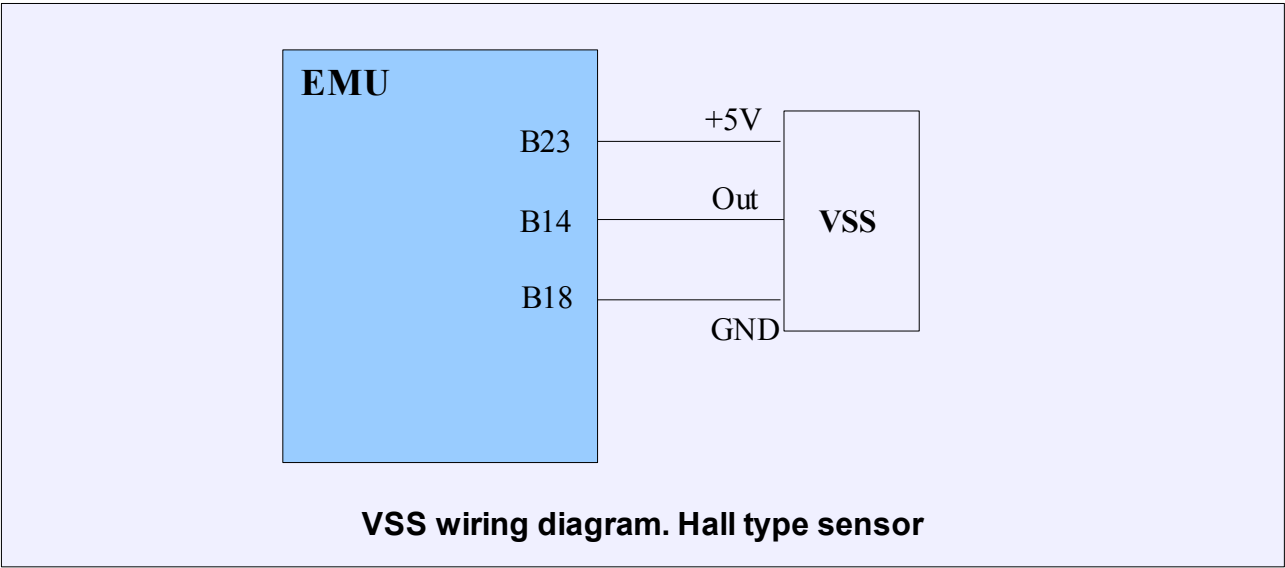 EMU
B23
+5V
B14
Out
VSS
B18
GND
VSS wiring diagram. Hall type sensor